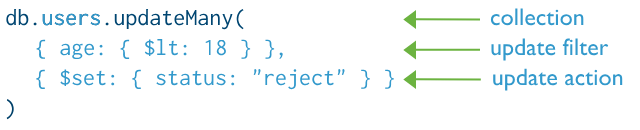 db.users.updateMany( collection
{ age: { $lt: 18 } }, update filter
{ $set: { status: "reject" } } update action
)